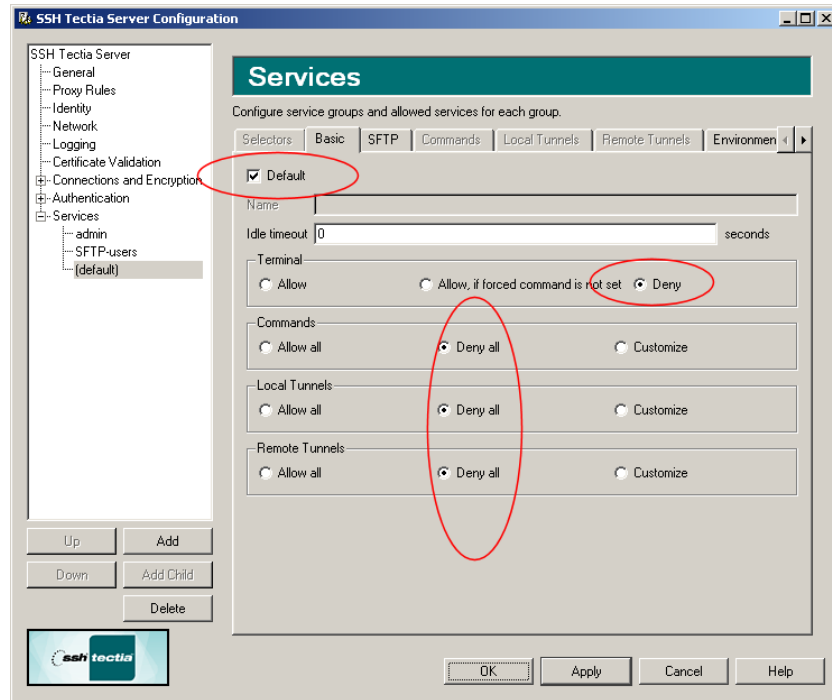 SSH Tectia Server Configuration
SSH Tectia Server
General
Proxy Rules
Identity
Network
Logging
Certificate Validation
Connections and Encryption
Authentication
Services
admin
SFTP-users
(default)
Up Add
Down Add Child
Delete
ssh tectia
Services
Configure service groups and allowed services for each group.
Selectors Basic SFTP Commands Local Tunnels Remote Tunnels Environmen
Default
Name
Idle timeout 0 seconds
Terminal
Allow Allow, if forced command is not set Deny
Commands
Allow all Deny all Customize
Local Tunnels
Allow all Deny all Customize
Remote Tunnels
Allow all Deny all Customize
OK Apply Cancel Help